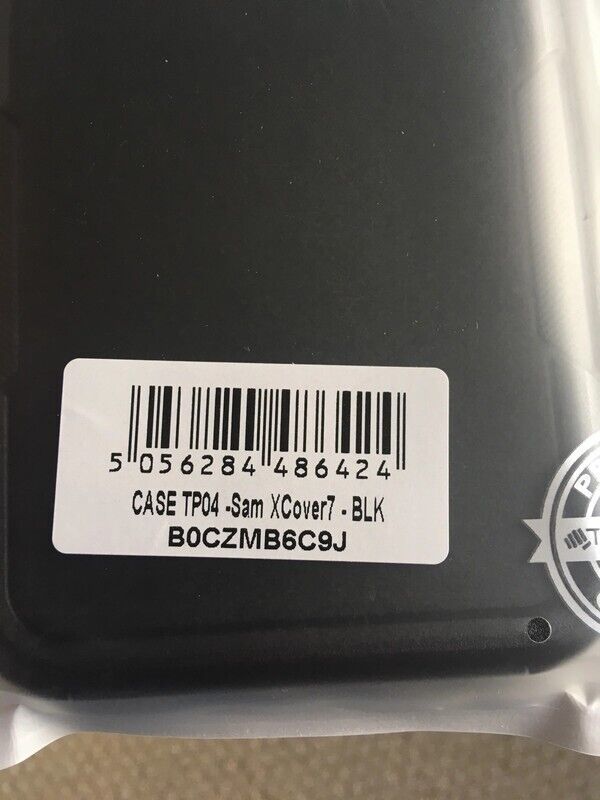 5 056284 486424
CASE TP04 -Sam XCover7 - BLK
B0CZMB6C9J